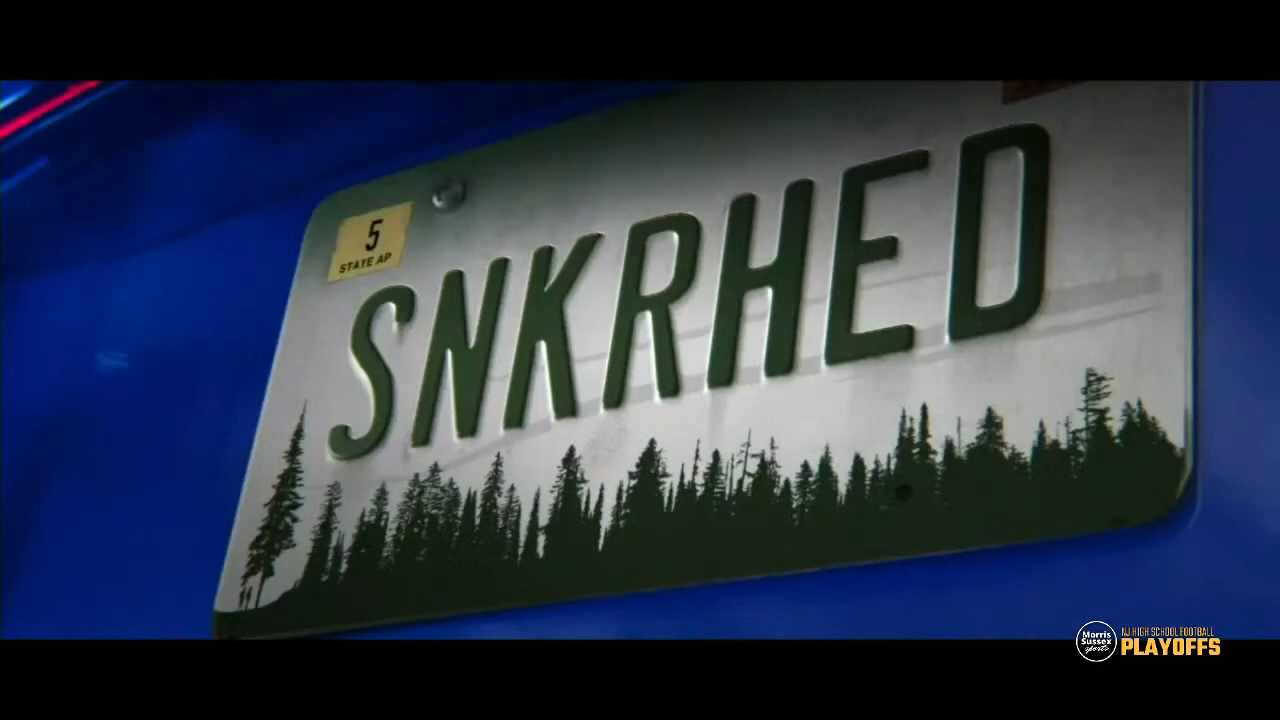 5
STATE AP
SNKRHED
Morris
Sussex
sports
NJ HIGH SCHOOL FOOTBALL
PLAYOFFS